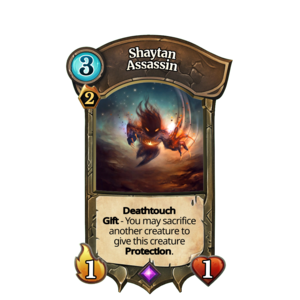 Shaytan
Assassin
3
2
Deathtouch
Gift - You may sacrifice
another creature to
give this creature
Protection.
1
1